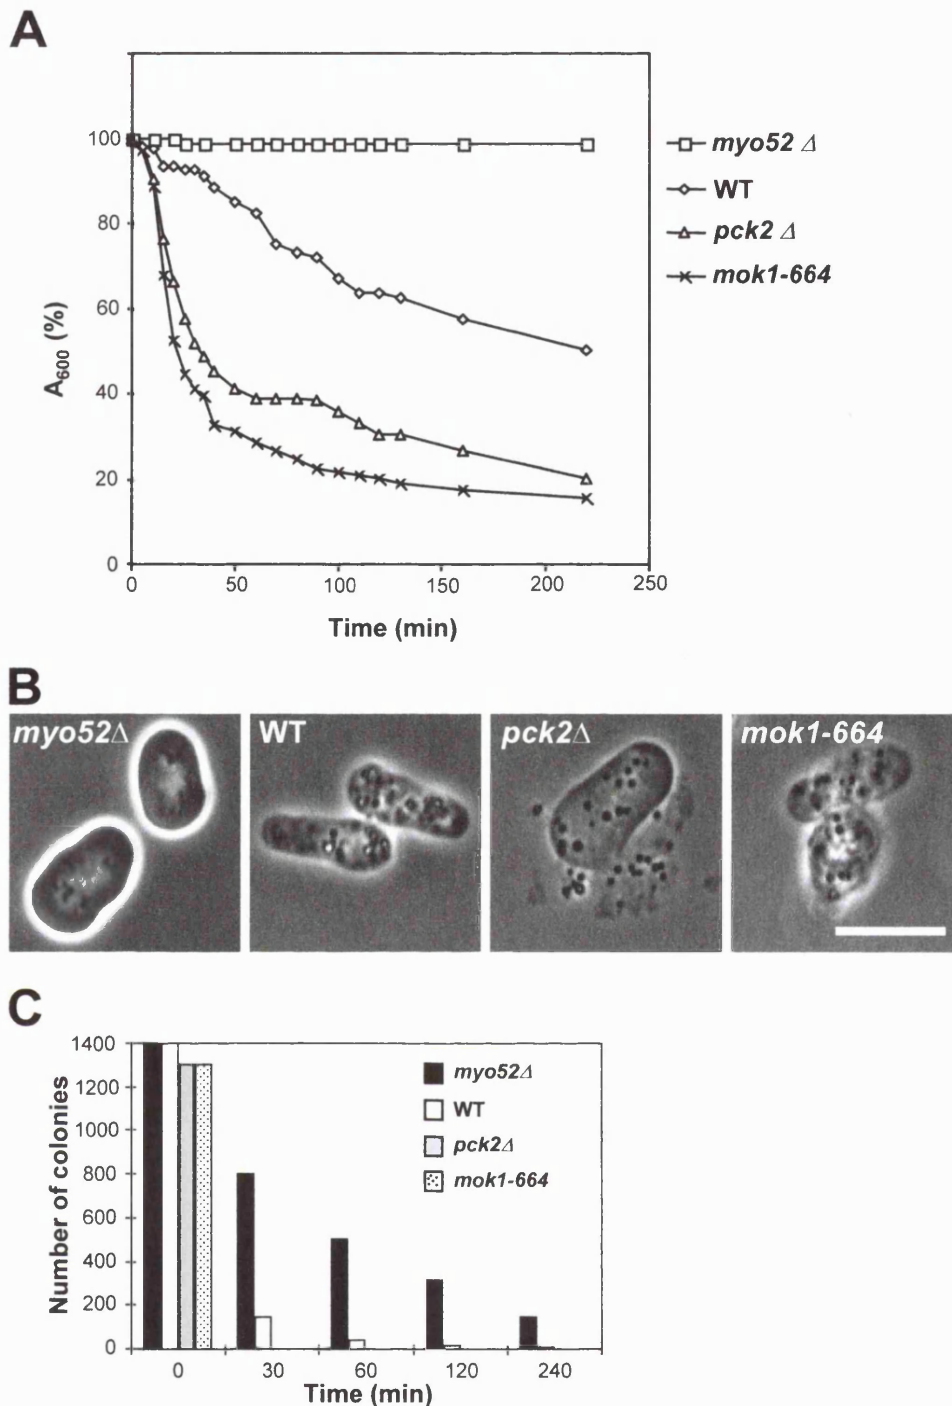 A
100
80
60
40
20
0
A600 (%)
0 50 100 150 200 250
Time (min)
myo52 Δ
WT
pck2 Δ
mok1-664
B
myo52Δ WT pck2Δ mok1-664
C
1400
1200
1000
800
600
400
200
0
Number of colonies
myo52Δ
WT
pck2Δ
mok1-664
0 30 60 120 240
Time (min)